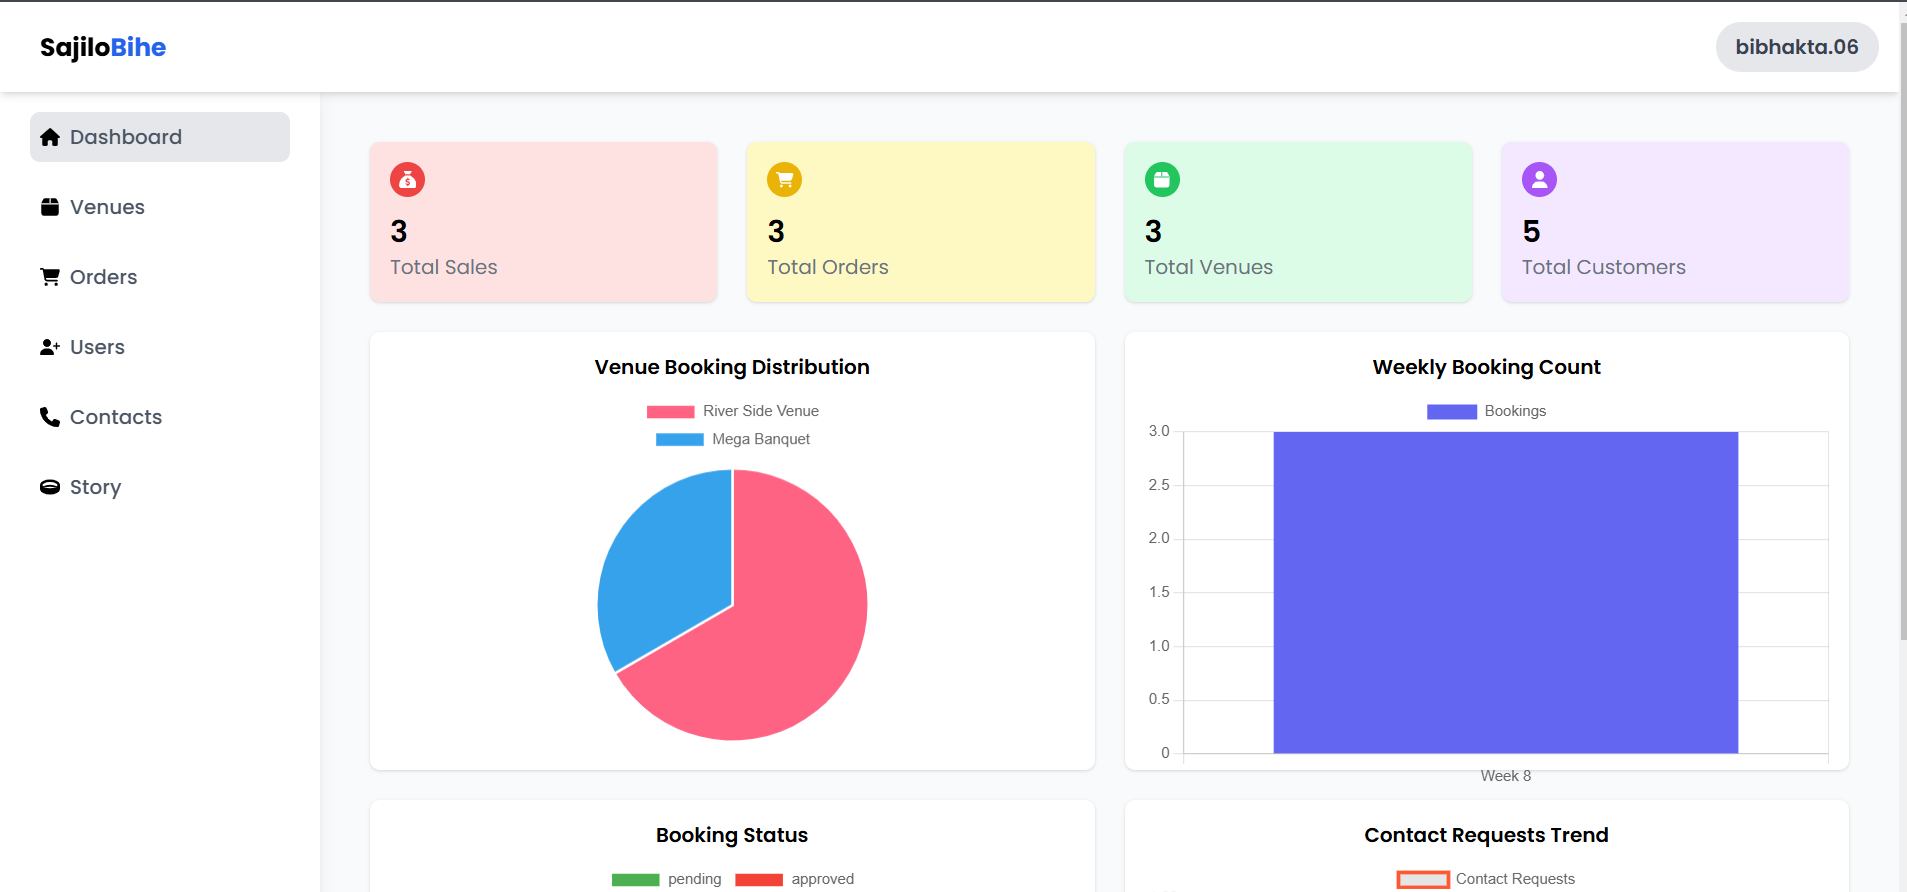 SajiloBihe
bibhakta.06
Dashboard
Venues
Orders
Users
Contacts
Story
3
Total Sales
3
Total Orders
3
Total Venues
5
Total Customers
Venue Booking Distribution
River Side Venue
Mega Banquet
Weekly Booking Count
Bookings
3.0
2.5
2.0
1.5
1.0
0.5
0
Week 8
Booking Status
pending approved
Contact Requests Trend
Contact Requests